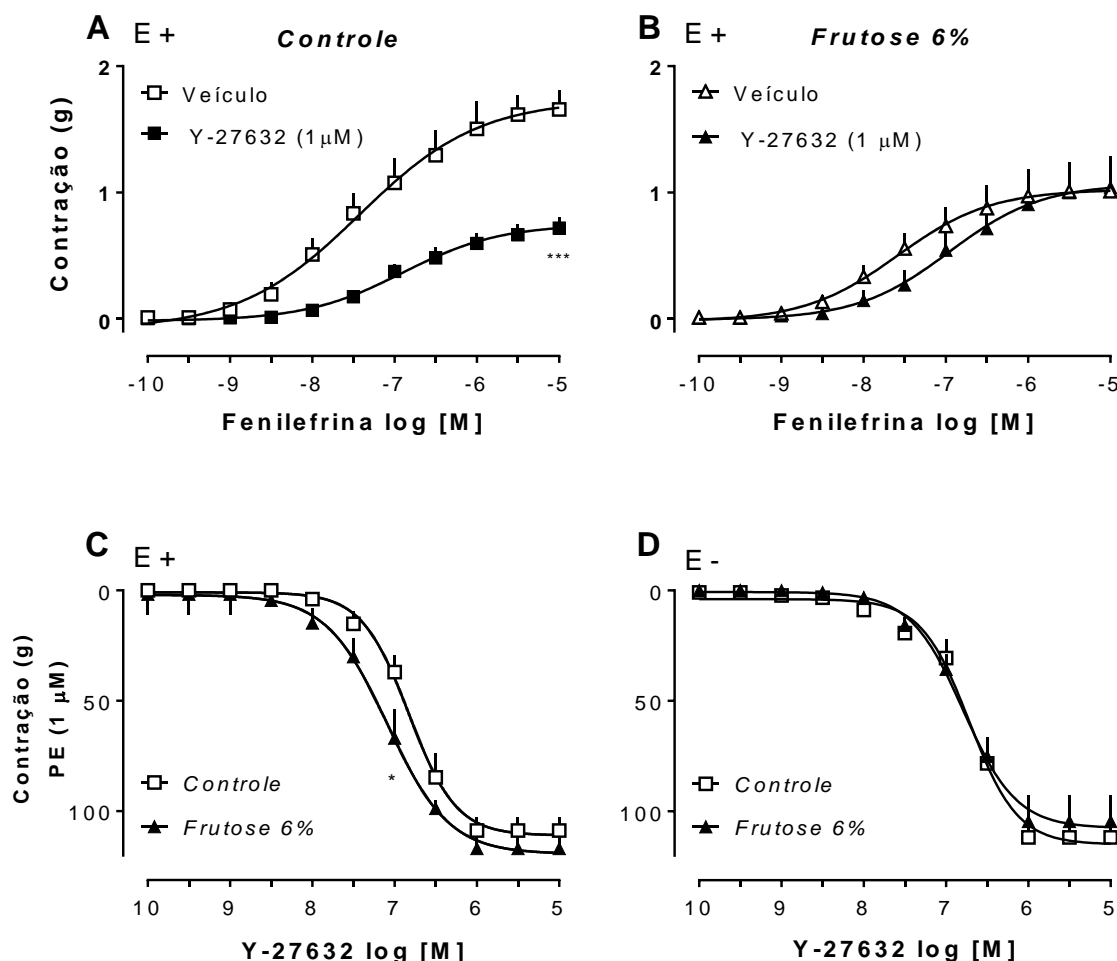 A E + Controle
2
1
0
Contração (g)
Veículo
Y-27632 (1μM)
***
-10 -9 -8 -7 -6 -5
Fenilefrina log [M]
B E + Frutose 6%
2
1
0
Veículo
Y-27632 (1 μM)
-10 -9 -8 -7 -6 -5
Fenilefrina log [M]
C E +
0
50
100
Contração (g)
PE (1 μM)
*
Controle
Frutose 6%
10 9 8 7 6 5
Y-27632 log [M]
D E -
0
50
100
Controle
Frutose 6%
10 9 8 7 6 5
Y-27632 log [M]